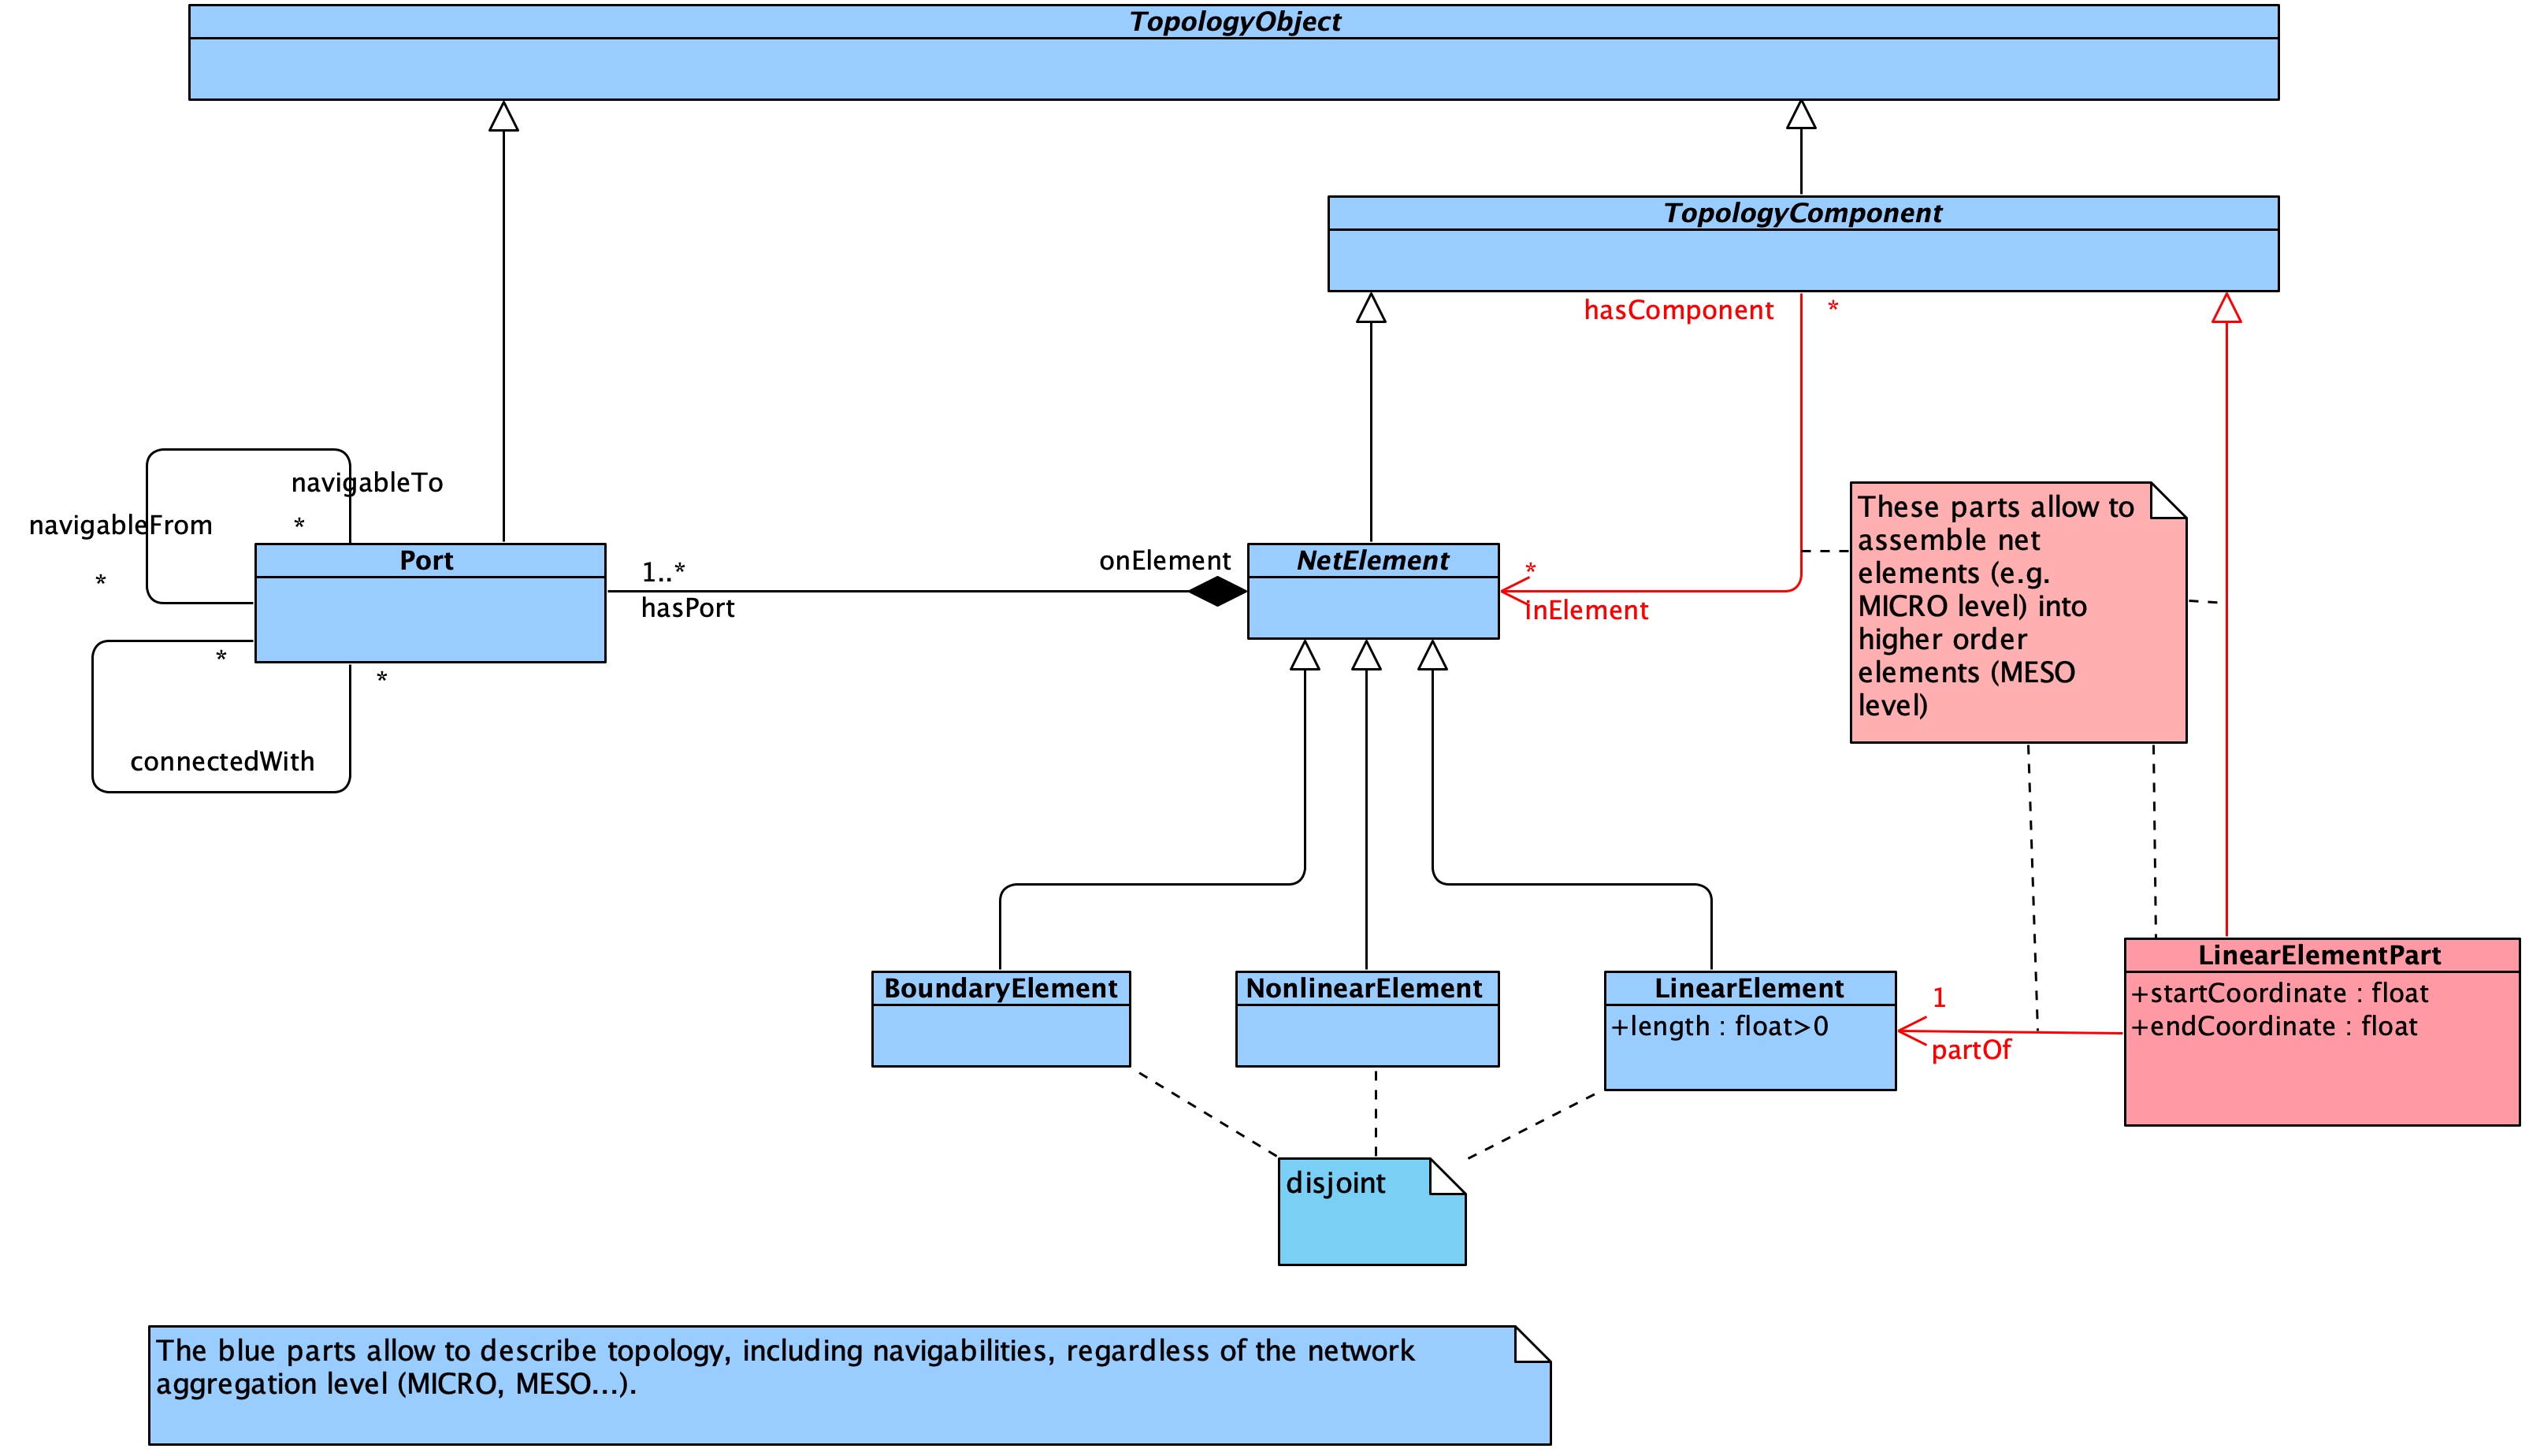 TopologyObject
TopologyComponent
hasComponent
*
navigableTo
navigableFrom
*
*
Port
1..*
hasPort
onElement
NetElement
*
inElement
These parts allow to
assemble net
elements (e.g.
MICRO level) into
higher order
elements (MESO
level)
*
*
connectedWith
BoundaryElement
NonlinearElement
LinearElement
+length : float>0
1
partOf
LinearElementPart
+startCoordinate : float
+endCoordinate : float
disjoint
The blue parts allow to describe topology, including navigabilities, regardless of the network
aggregation level (MICRO, MESO...).